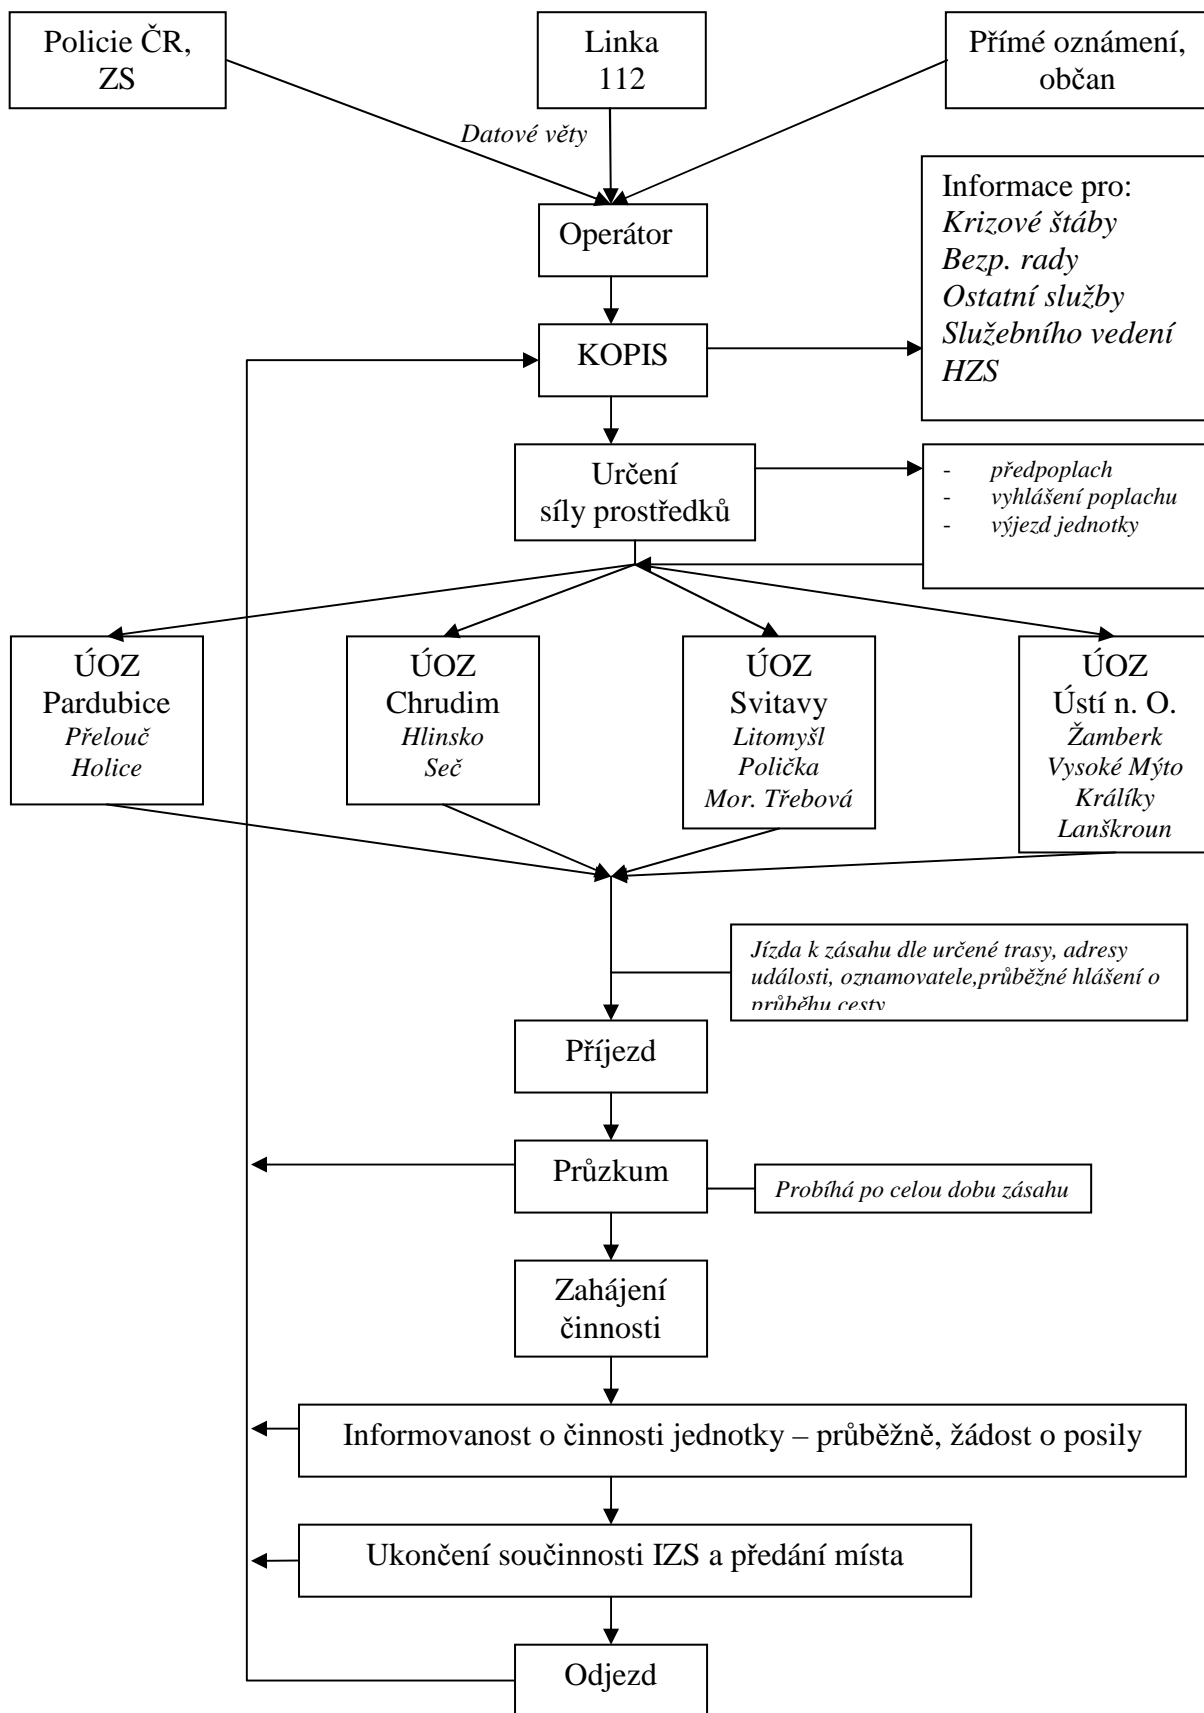 Policie ČR,
ZS
Linka
112
Přímé oznámení,
občan
Datové věty
Informace pro:
Krizové štáby
Bezp. rady
Ostatní služby
Služebního vedení
HZS
Operátor
KOPIS
Určení
síly prostředků
- předpoplach
- vyhlášení poplachu
- výjezd jednotky
ÚOZ
Pardubice
Přelouč
Holice
ÚOZ
Chrudim
Hlinsko
Seč
ÚOZ
Svitavy
Litomyšl
Polička
Mor. Třebová
ÚOZ
Ústí n. O.
Žamberk
Vysoké Mýto
Králíky
Lanškroun
Jízda k zásahu dle určené trasy, adresy
události, oznamovatele,průběžné hlášení o
průběhu cesty
Příjezd
Průzkum
Probíhá po celou dobu zásahu
Zahájení
činnosti
Informovanost o činnosti jednotky – průběžně, žádost o posily
Ukončení součinnosti IZS a předání místa
Odjezd